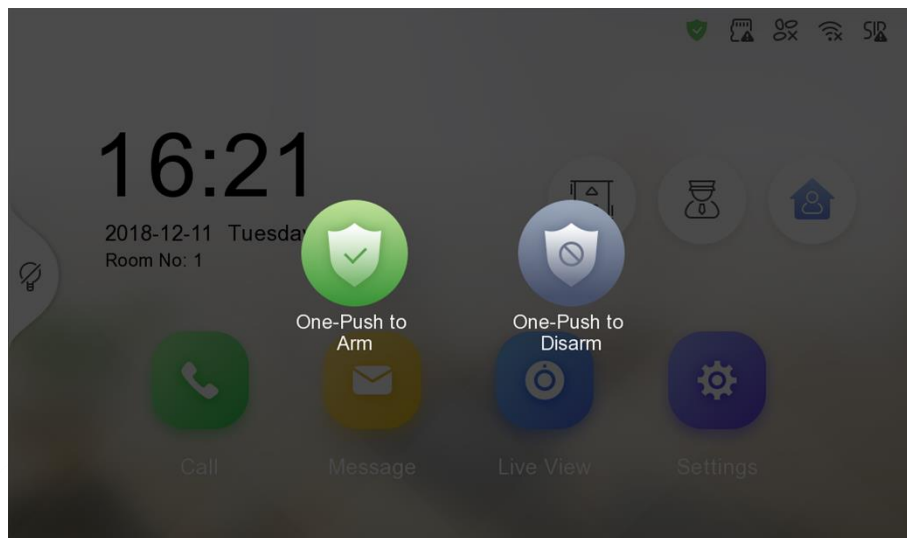 SIP
16:21
2018-12-11 Tuesday
Room No: 1
One-Push to
Arm
One-Push to
Disarm
Call
Message
Live View
Settings